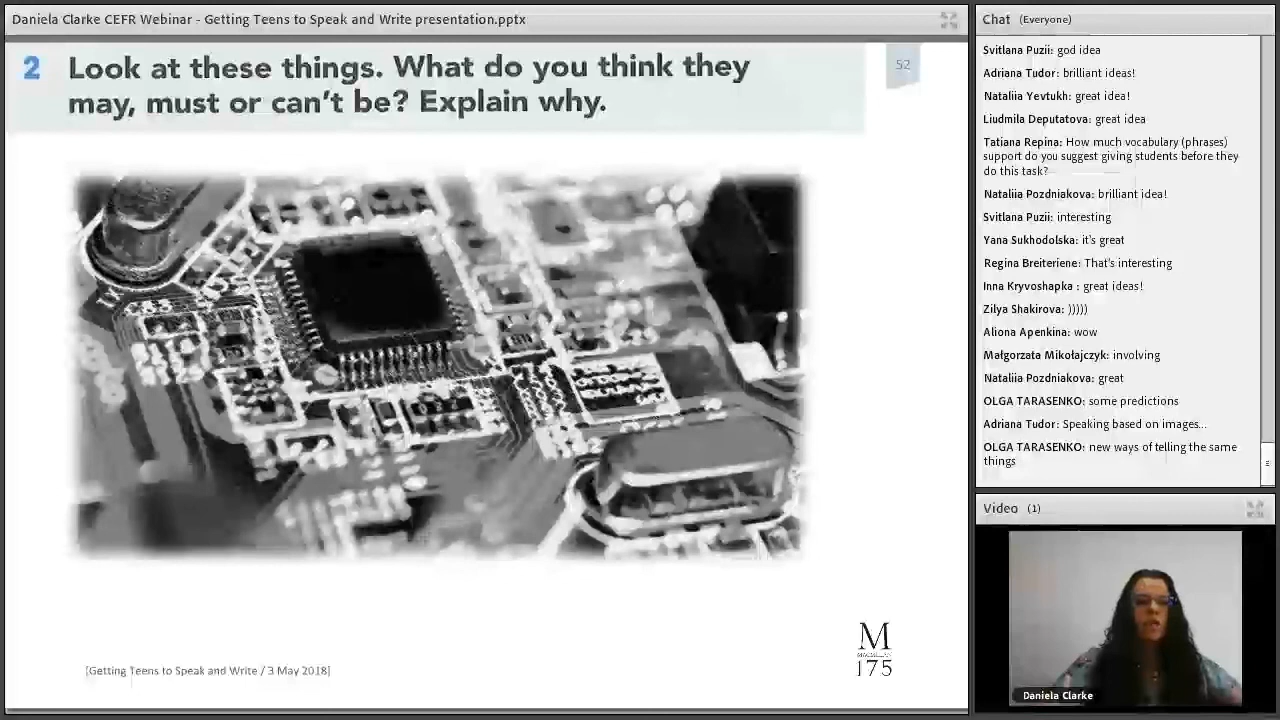 Daniela Clarke CEFR Webinar - Getting Teens to Speak and Write presentation.pptx
2 Look at these things. What do you think they
may, must or can't be? Explain why.
52
M
MACMILLAN
175
[Getting Teens to Speak and Write / 3 May 2018]
Chat (Everyone)
Svitlana Puzii: god idea
Adriana Tudor: brilliant ideas!
Nataliia Yevtukh: great idea!
Liudmila Deputatova: great idea
Tatiana Repina: How much vocabulary (phrases)
support do you suggest giving students before they
do this task?
Nataliia Pozdniakova: brilliant idea!
Svitlana Puzii: interesting
Yana Sukhodolska: it's great
Regina Breiteriene: That's interesting
Inna Kryvoshapka : great ideas!
Zilya Shakirova: )))))
Aliona Apenkina: wow
Małgorzata Mikołajczyk: involving
Nataliia Pozdniakova: great
OLGA TARASENKO: some predictions
Adriana Tudor: Speaking based on images...
OLGA TARASENKO: new ways of telling the same
things
Video (1)
Daniela Clarke